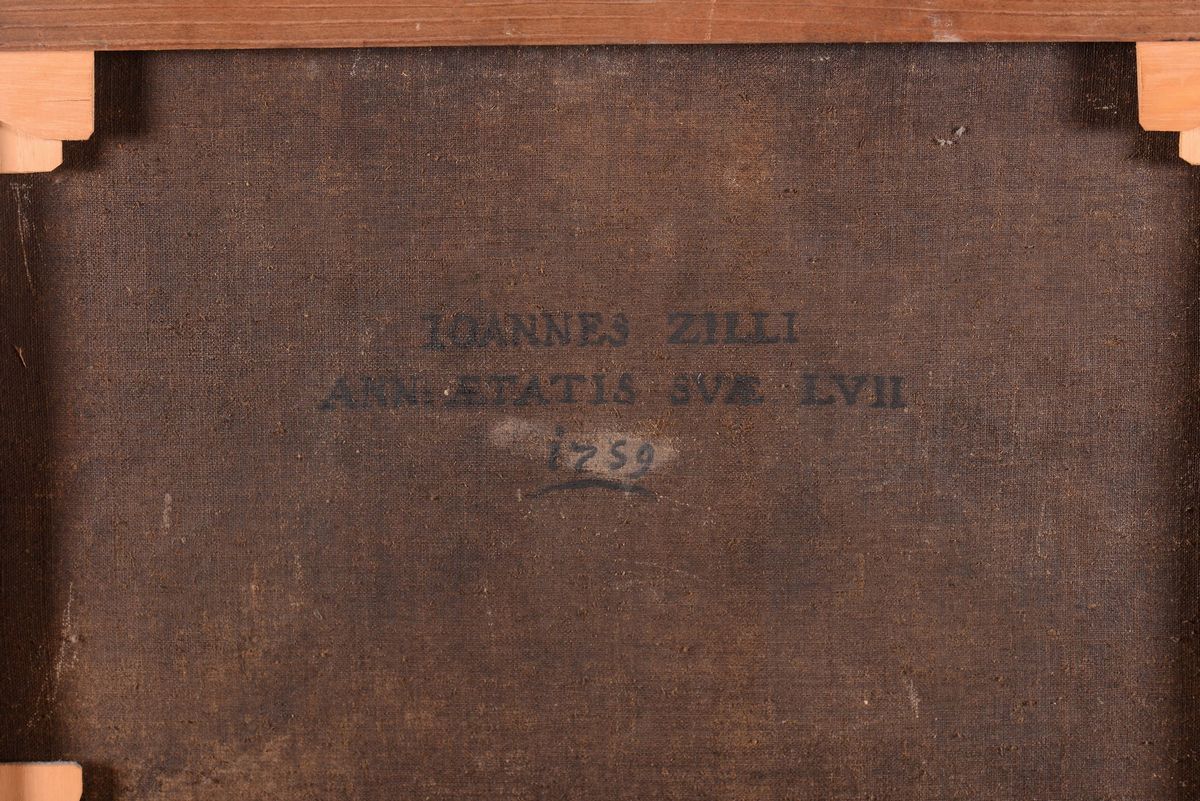 IOANNES ZILLI
ANN: ÆTATIS SVÆ LVII
1759